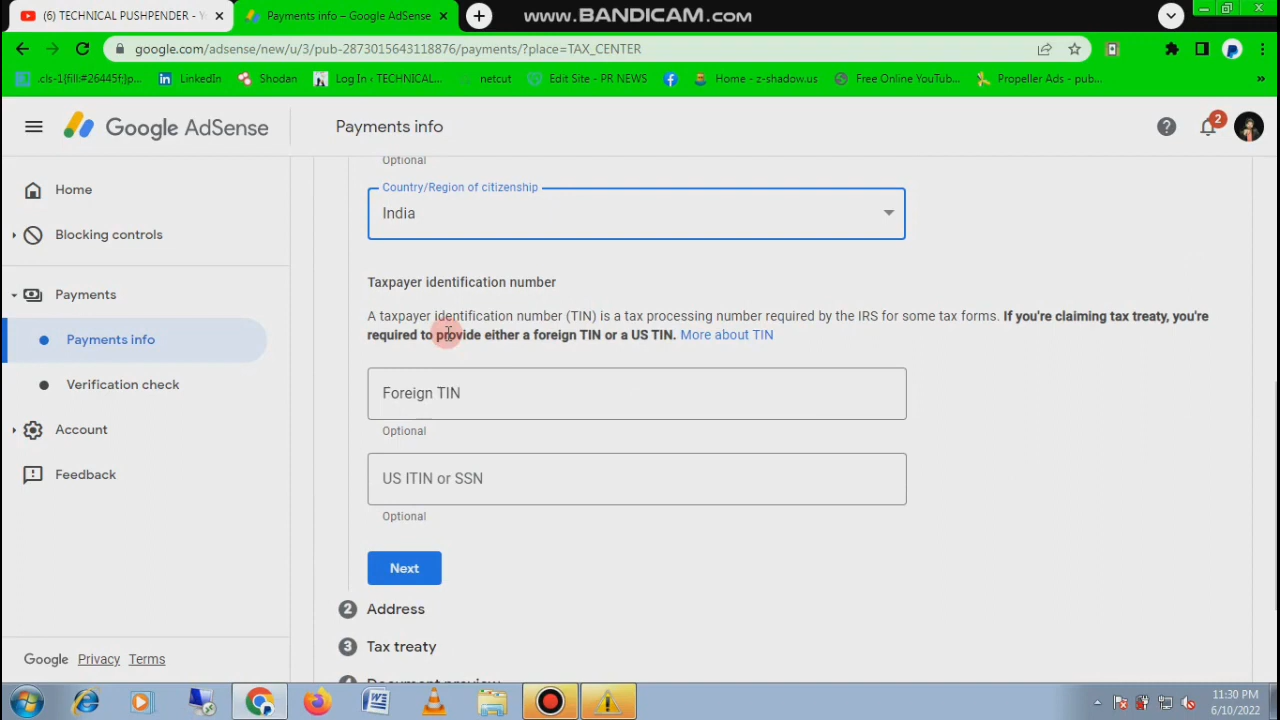 (6) TECHNICAL PUSHPENDER - Y
Payments info – Google AdSense
www.BANDICAM.com
google.com/adsense/new/u/3/pub-2873015643118876/payments/?place=TAX_CENTER
.cls-1{fill:#26445f;}p...
LinkedIn
Shodan
Log In ‹ TECHNICAL...
netcut
Edit Site - PR NEWS
Home - z-shadow.us
Free Online YouTub...
Propeller Ads - pub...
»
Google AdSense
Payments info
2
Home
Blocking controls
Payments
Payments info
Verification check
Account
Feedback
Google Privacy Terms
Optional
Country/Region of citizenship
India
Taxpayer identification number
A taxpayer identification number (TIN) is a tax processing number required by the IRS for some tax forms. If you're claiming tax treaty, you're
required to provide either a foreign TIN or a US TIN. More about TIN
Foreign TIN
Optional
US ITIN or SSN
Optional
Next
2 Address
3 Tax treaty
4 Document preview
11:30 PM
6/10/2022